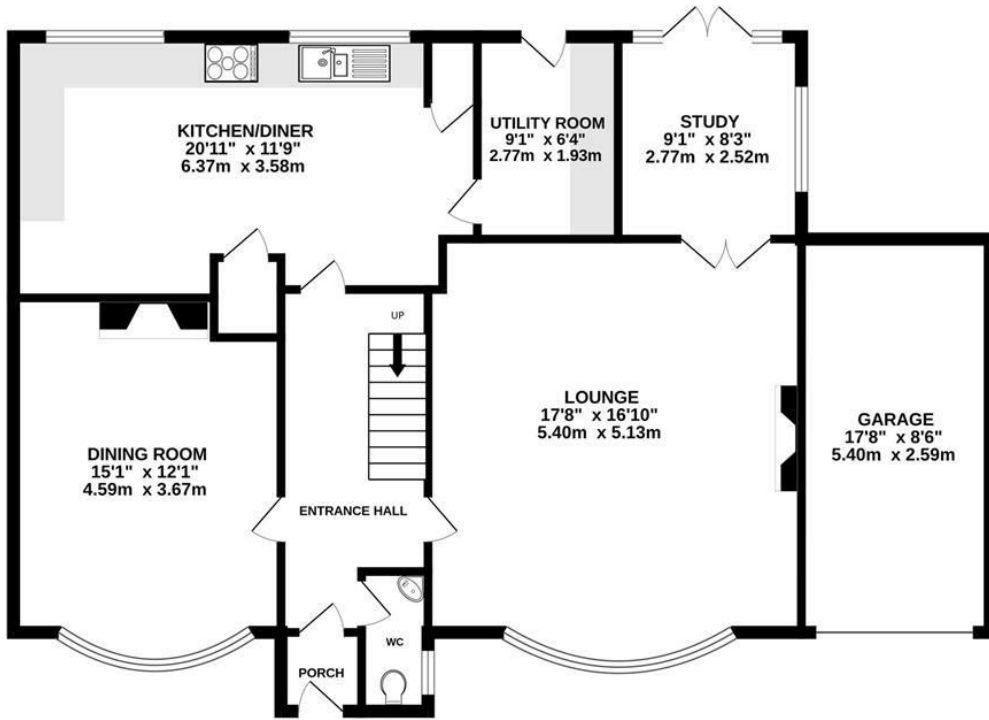 KITCHEN/DINER
20'11" x 11'9"
6.37m x 3.58m
UTILITY ROOM
9'1" x 6'4"
2.77m x 1.93m
STUDY
9'1" x 8'3"
2.77m x 2.52m
UP
LOUNGE
17'8" x 16'10"
5.40m x 5.13m
GARAGE
17'8" x 8'6"
5.40m x 2.59m
DINING ROOM
15'1" x 12'1"
4.59m x 3.67m
ENTRANCE HALL
WC
PORCH